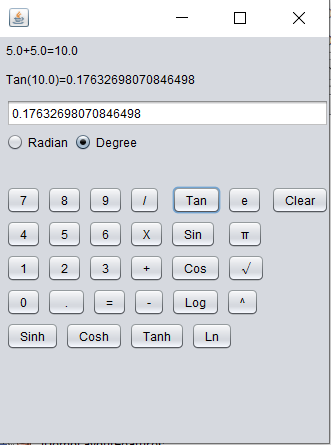 5.0+5.0=10.0
Tan(10.0)=0.17632698070846498
0.17632698070846498
Radian Degree
7 8 9 / Tan e Clear
4 5 6 X Sin π
1 2 3 + Cos √
0 . = - Log ^
Sinh Cosh Tanh Ln